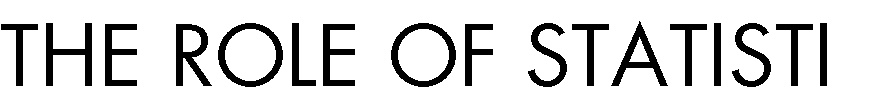 THE ROLE OF STATISTI